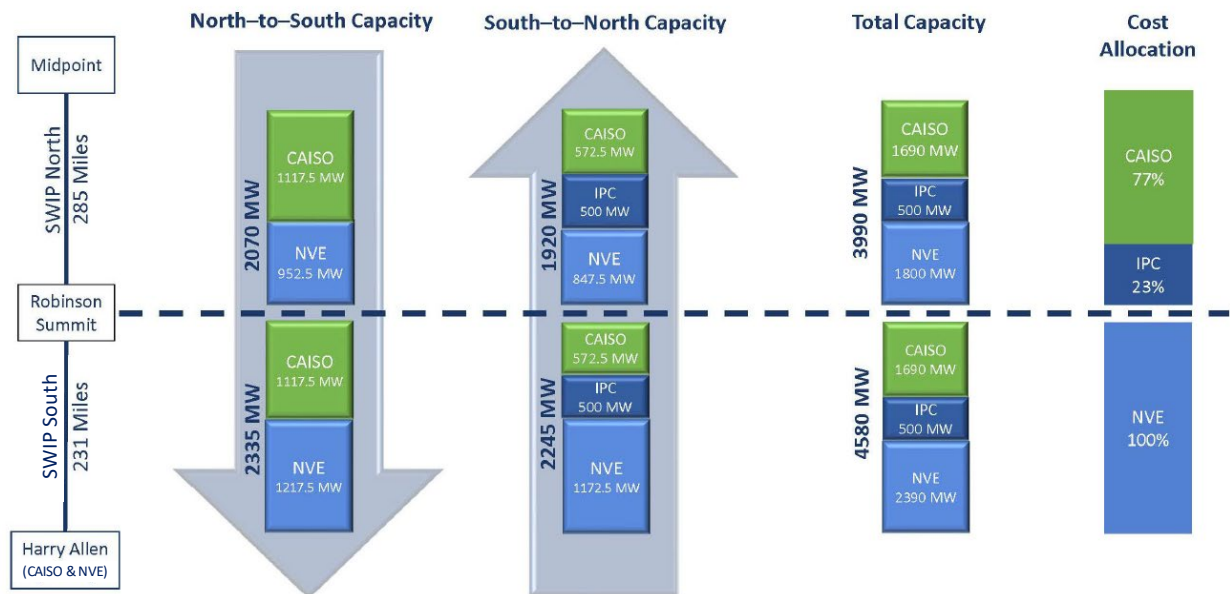 North–to–South Capacity
South–to–North Capacity
Total Capacity
Cost
Allocation
Midpoint
SWIP North
285 Miles
Robinson
Summit
SWIP South
231 Miles
Harry Allen
(CAISO & NVE)
2070 MW
CAISO
1117.5 MW
NVE
952.5 MW
2335 MW
CAISO
1117.5 MW
NVE
1217.5 MW
1920 MW
CAISO
572.5 MW
IPC
500 MW
NVE
847.5 MW
2245 MW
CAISO
572.5 MW
IPC
500 MW
NVE
1172.5 MW
3990 MW
CAISO
1690 MW
IPC
500 MW
NVE
1800 MW
4580 MW
CAISO
1690 MW
IPC
500 MW
NVE
2390 MW
CAISO
77%
IPC
23%
NVE
100%